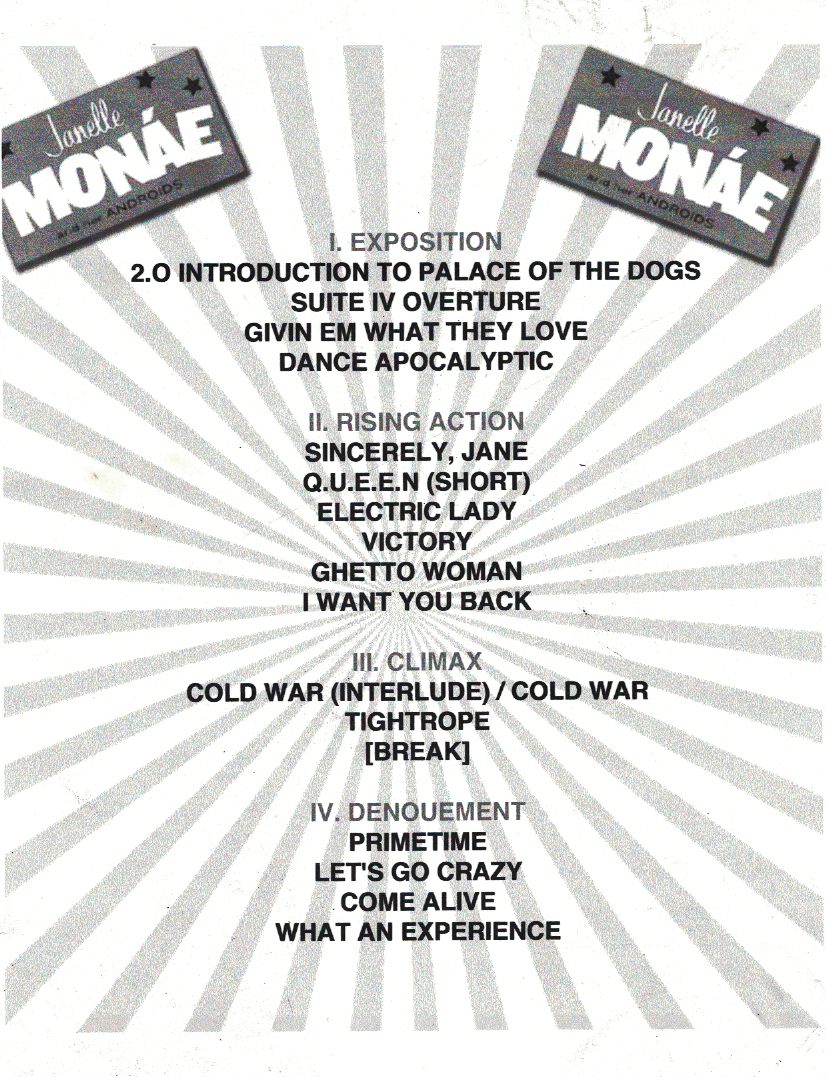 Janelle
MONÁE
and her ANDROIDS
Janelle
MONÁE
and her ANDROIDS
I. EXPOSITION
2.O INTRODUCTION TO PALACE OF THE DOGS
SUITE IV OVERTURE
GIVIN EM WHAT THEY LOVE
DANCE APOCALYPTIC
II. RISING ACTION
SINCERELY, JANE
Q.U.E.E.N (SHORT)
ELECTRIC LADY
VICTORY
GHETTO WOMAN
I WANT YOU BACK
III. CLIMAX
COLD WAR (INTERLUDE) / COLD WAR
TIGHTROPE
[BREAK]
IV. DENOUEMENT
PRIMETIME
LET'S GO CRAZY
COME ALIVE
WHAT AN EXPERIENCE